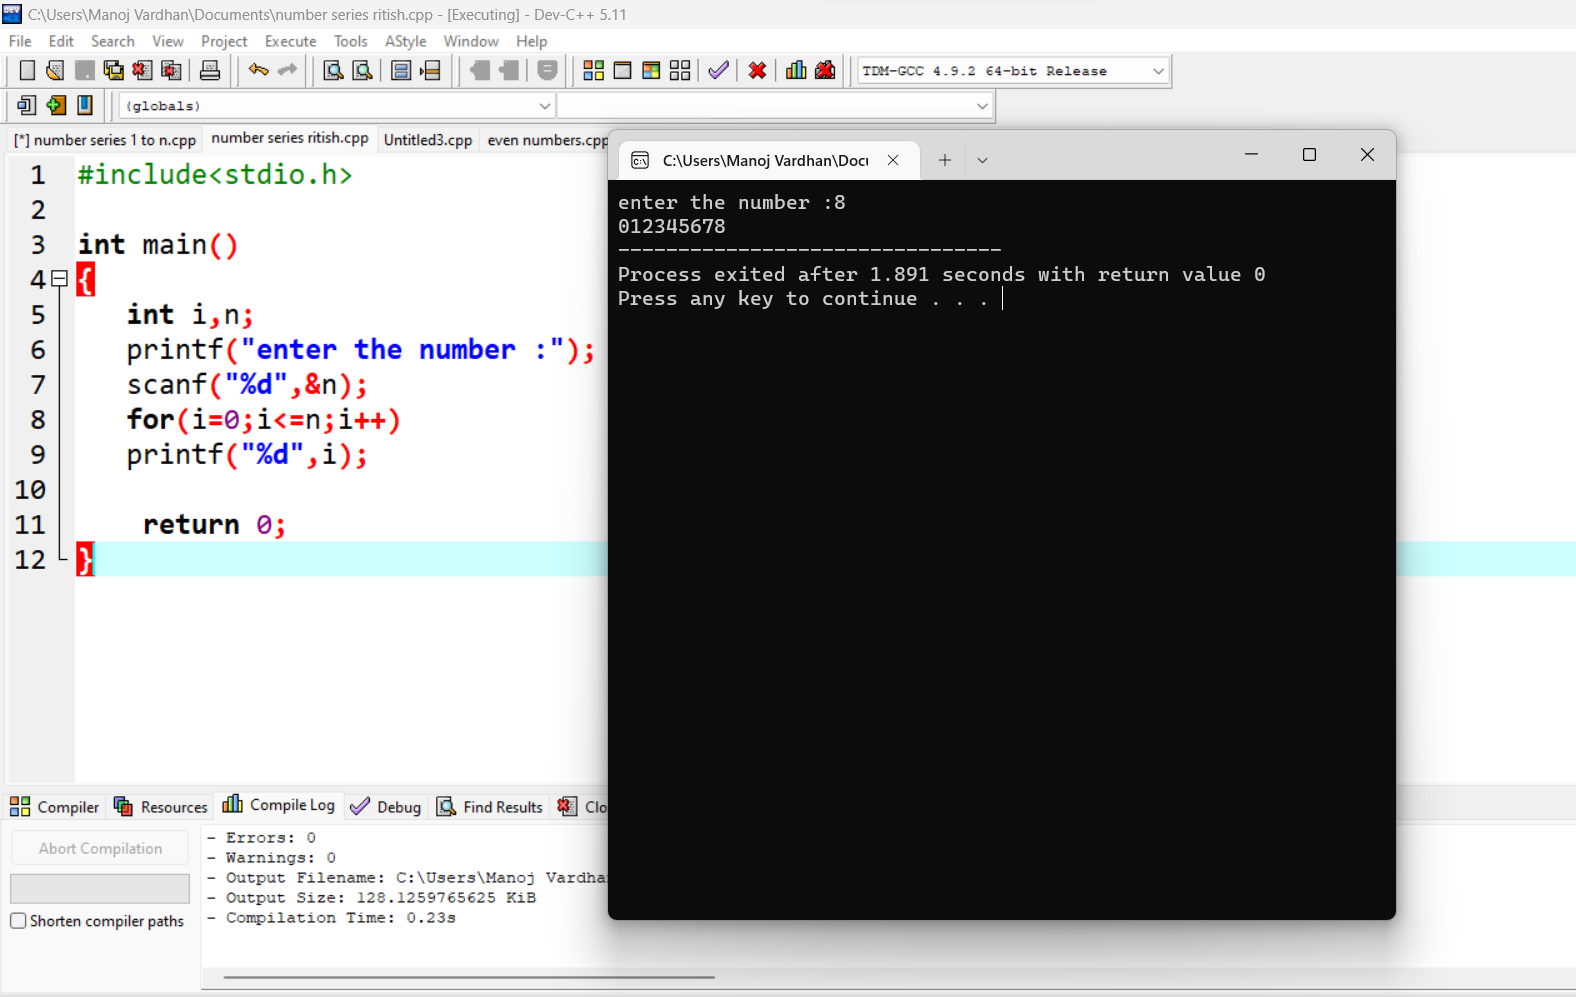 C:\Users\Manoj Vardhan\Documents\number series ritish.cpp - [Executing] - Dev-C++ 5.11
File Edit Search View Project Execute Tools AStyle Window Help
TDM-GCC 4.9.2 64-bit Release
(globals)
[*] number series 1 to n.cpp number series ritish.cpp Untitled3.cpp even numbers.cpp
1 #include<stdio.h>
2
3 int main()
4 {
5 int i,n;
6 printf("enter the number :");
7 scanf("%d",&n);
8 for(i=0;i<=n;i++)
9 printf("%d",i);
10
11 return 0;
12 }
C:\Users\Manoj Vardhan\Docu
enter the number :8
012345678
--------------------------------
Process exited after 1.891 seconds with return value 0
Press any key to continue . . .
Compiler Resources Compile Log Debug Find Results Clo
Abort Compilation
Shorten compiler paths
- Errors: 0
- Warnings: 0
- Output Filename: C:\Users\Manoj Vardha
- Output Size: 128.1259765625 KiB
- Compilation Time: 0.23s